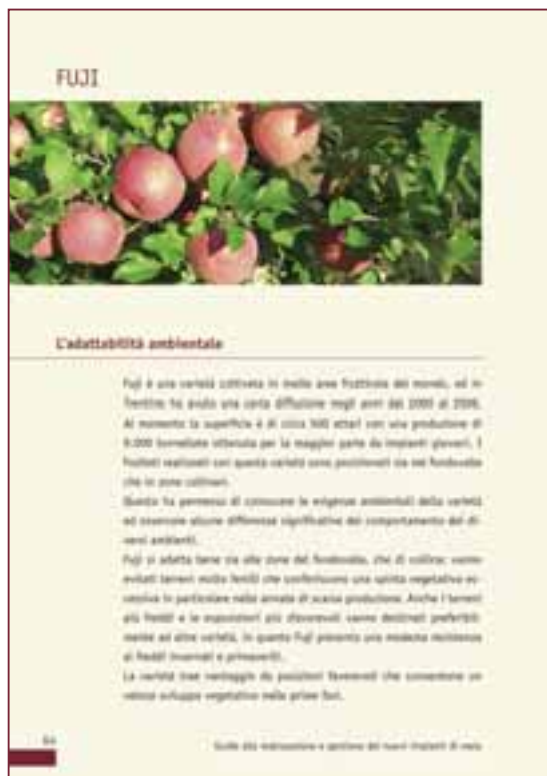 FUJI
L'adattabilità ambientale
Fuji è una varietà coltivata in molte aree frutticole del mondo, ed in
Trentino ha avuto una certa diffusione negli anni dal 2000 al 2006.
Al momento la superficie è di circa 500 ettari con una produzione di
9.000 tonnellate ottenuta per la maggior parte da impianti giovani. I
frutteti realizzati con questa varietà sono posizionati sia nel fondovalle
che in zone collinari.
Questo ha permesso di conoscere le esigenze ambientali della varietà
ed osservare alcune differenze significative del comportamento dei di-
versi ambienti.
Fuji si adatta bene sia alle zone del fondovalle, che di collina; vanno
evitati terreni molto fertili che conferiscono una spinta vegetativa ec-
cessiva in particolare nelle annate di scarsa produzione. Anche i terreni
più freddi e le esposizioni più sfavorevoli vanno destinati preferibil-
mente ad altre varietà, in quanto Fuji presenta una modesta resistenza
ai freddi invernali e primaverili.
La varietà trae vantaggio da posizioni favorevoli che consentono un
veloce sviluppo vegetativo nelle prime fasi.
Guida alla realizzazione e gestione dei nuovi impianti di melo